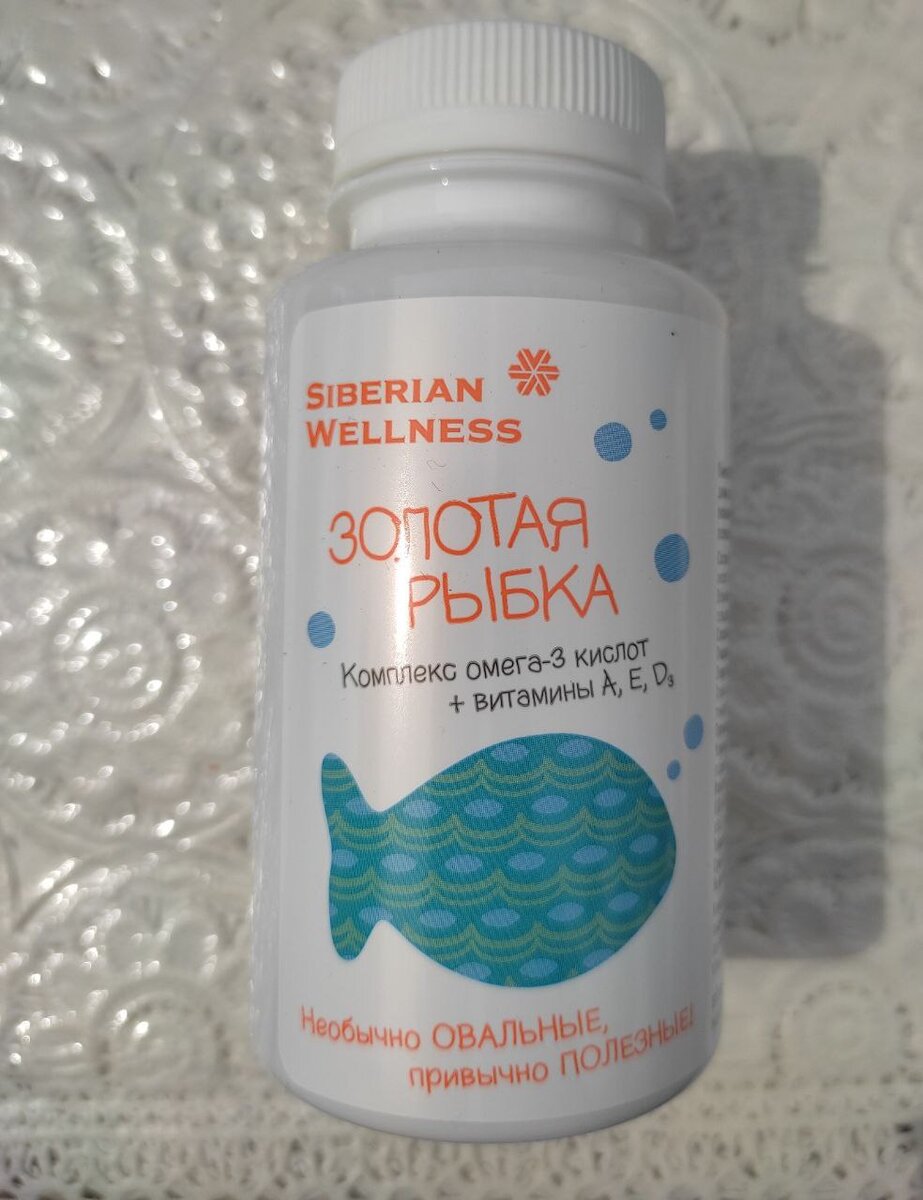 SIBERIAN
WELLNESS
ЗОЛОТАЯ
РЫБКА
Комплекс омега-3 кислот
+ витамины A, E, D₃
Необычно ОВАЛЬНЫЕ,
привычно ПОЛЕЗНЫЕ!